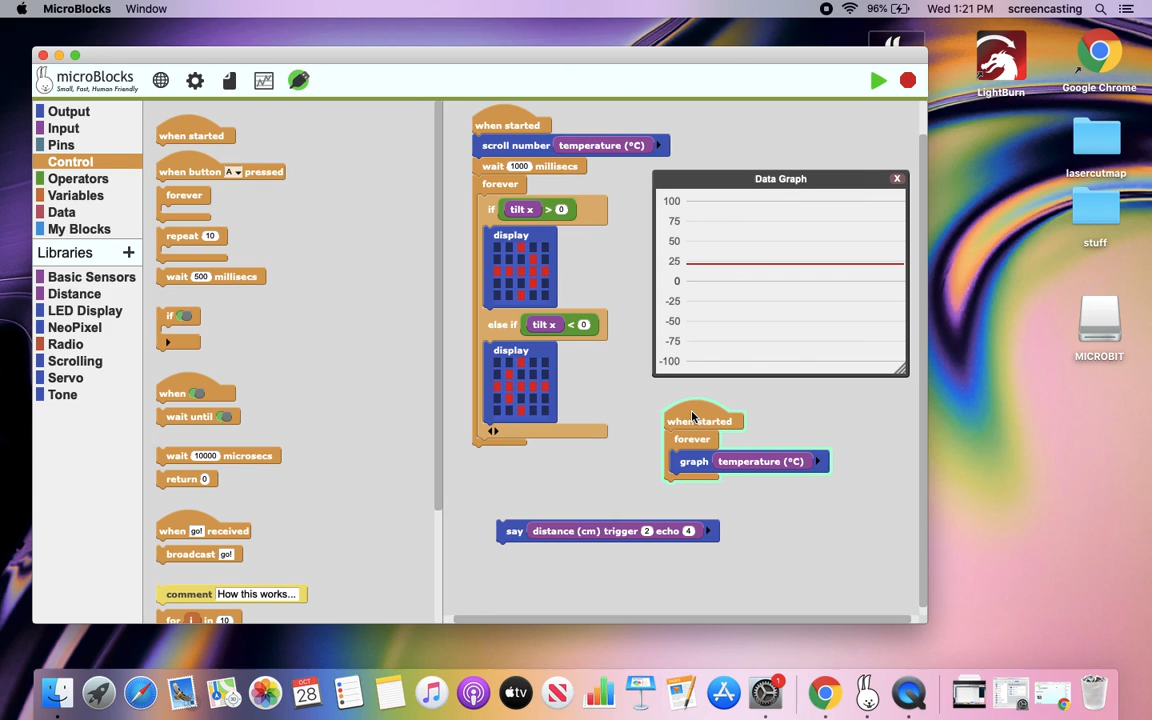 MicroBlocks Window 96% Wed 1:21 PM screencasting
microBlocks
Small, Fast, Human Friendly
Output
Input
Pins
Control
Operators
Variables
Data
My Blocks
Libraries +
Basic Sensors
Distance
LED Display
NeoPixel
Radio
Scrolling
Servo
Tone
when started
when button A pressed
forever
repeat 10
wait 500 millisecs
if
when
wait until
wait 10000 microsecs
return 0
when go! received
broadcast go!
comment How this works...
for i in 10
when started
scroll number temperature (°C)
wait 1000 millisecs
forever
if tilt x > 0
display
else if tilt x < 0
display
Data Graph X
100
75
50
25
0
-25
-50
-75
-100
when started
forever
graph temperature (°C)
say distance (cm) trigger 2 echo 4
LightBurn
Google Chrome
lasercutmap
stuff
MICROBIT
OCT
28
tv
1